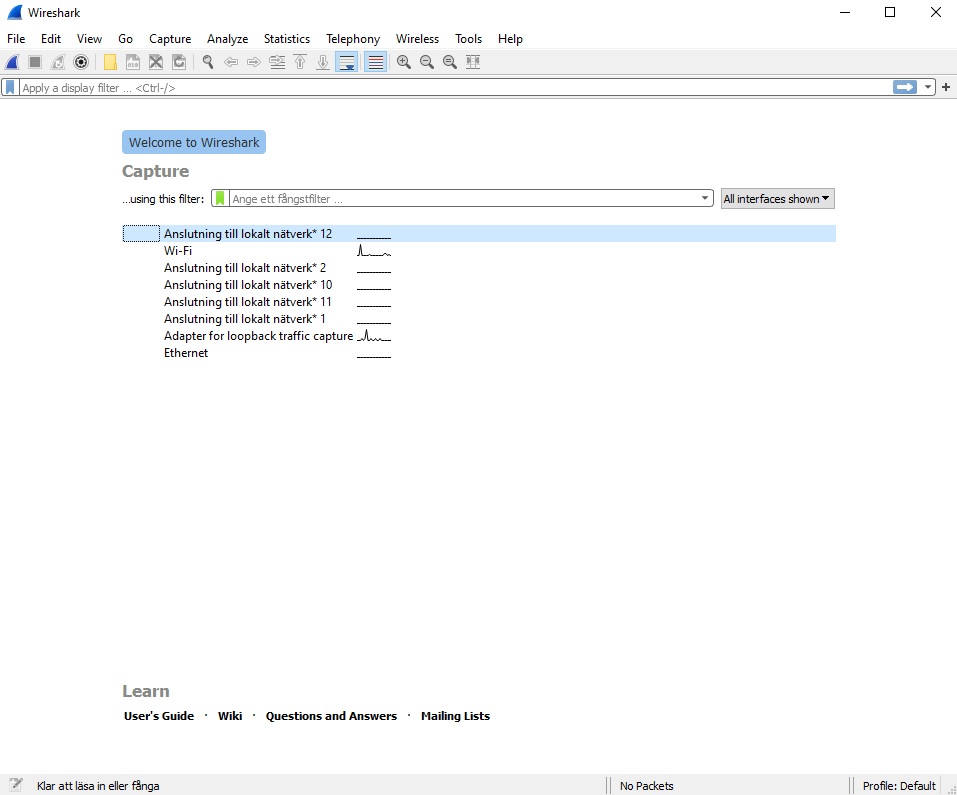 Wireshark
File Edit View Go Capture Analyze Statistics Telephony Wireless Tools Help
Apply a display filter ... <Ctrl-/>
Welcome to Wireshark
Capture
...using this filter: Ange ett fångstfilter ... All interfaces shown
Anslutning till lokalt nätverk* 12
Wi-Fi
Anslutning till lokalt nätverk* 2
Anslutning till lokalt nätverk* 10
Anslutning till lokalt nätverk* 11
Anslutning till lokalt nätverk* 1
Adapter for loopback traffic capture
Ethernet
Learn
User's Guide · Wiki · Questions and Answers · Mailing Lists
Klar att läsa in eller fånga No Packets Profile: Default